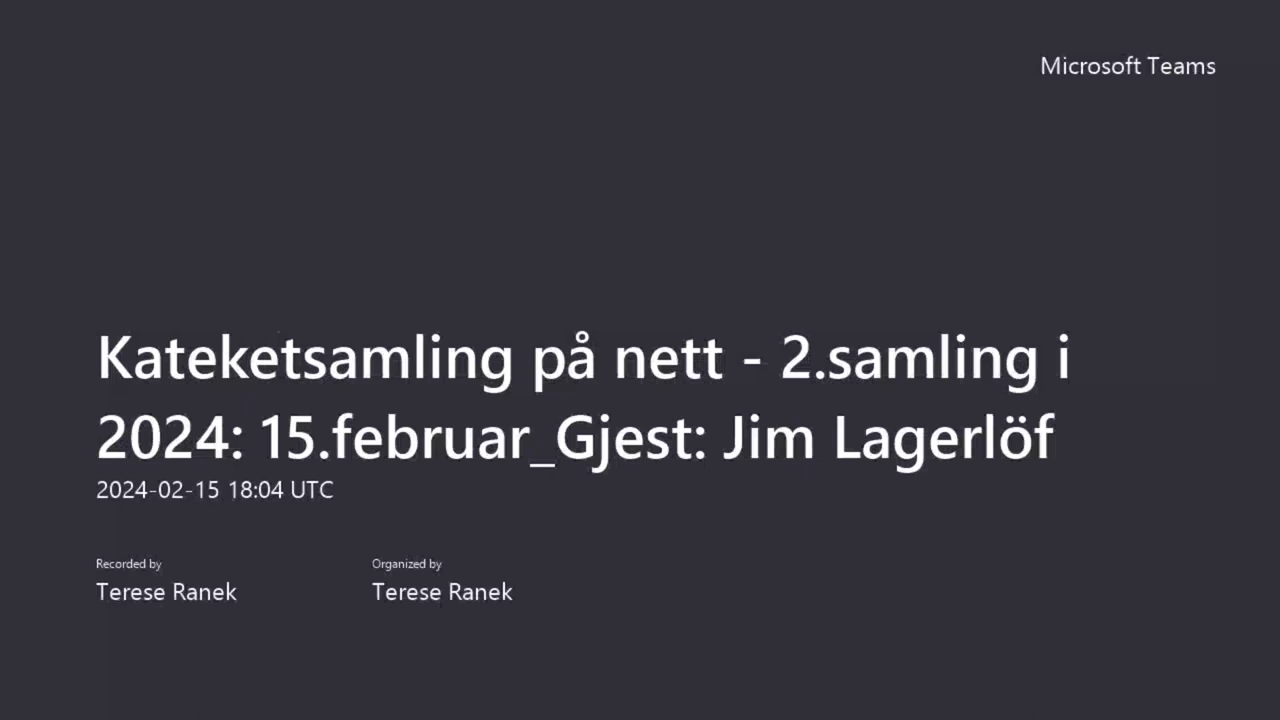 Microsoft Teams
Kateketsamling på nett - 2.samling i
2024: 15.februar_Gjest: Jim Lagerlöf
2024-02-15 18:04 UTC
Recorded by
Terese Ranek
Organized by
Terese Ranek